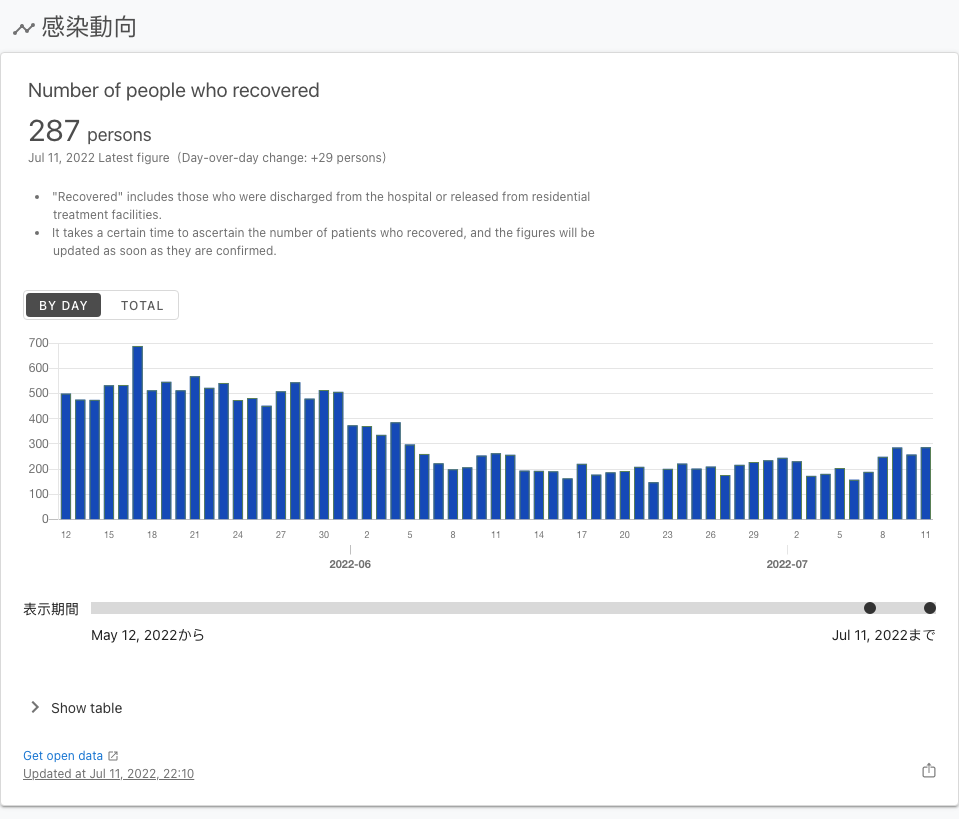 感染動向
Number of people who recovered
287 persons
Jul 11, 2022 Latest figure（Day-over-day change: +29 persons）
• "Recovered" includes those who were discharged from the hospital or released from residential
treatment facilities.
• It takes a certain time to ascertain the number of patients who recovered, and the figures will be
updated as soon as they are confirmed.
BY DAY TOTAL
700
600
500
400
300
200
100
0
12 15 18 21 24 27 30 2 5 8 11 14 17 20 23 26 29 2 5 8 11
2022-06 2022-07
表示期間
May 12, 2022から Jul 11, 2022まで
Show table
Get open data
Updated at Jul 11, 2022, 22:10